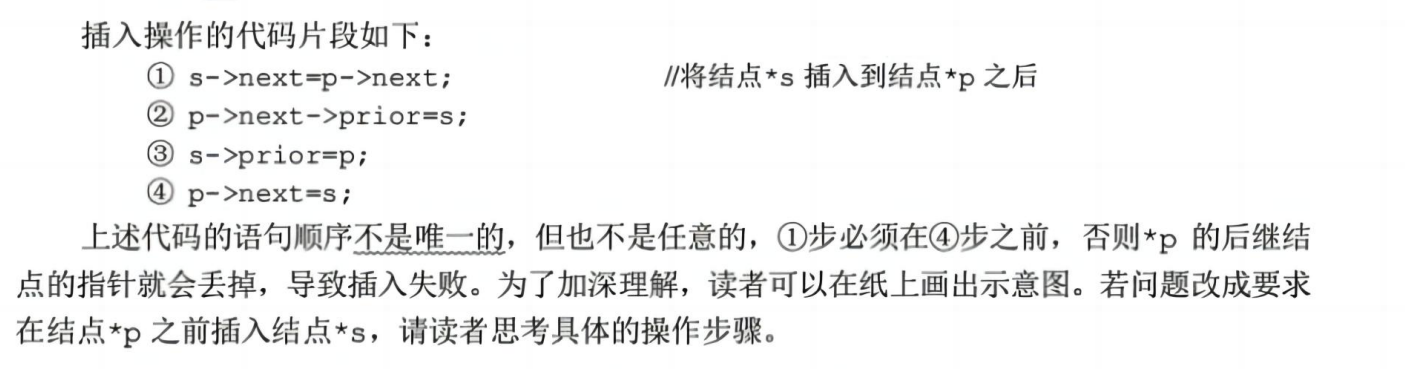 插入操作的代码片段如下：
① s->next=p->next; //将结点*s 插入到结点*p 之后
② p->next->prior=s;
③ s->prior=p;
④ p->next=s;
上述代码的语句顺序不是唯一的，但也不是任意的，①步必须在④步之前，否则*p 的后继结
点的指针就会丢掉，导致插入失败。为了加深理解，读者可以在纸上画出示意图。若问题改成要求
在结点*p 之前插入结点*s，请读者思考具体的操作步骤。